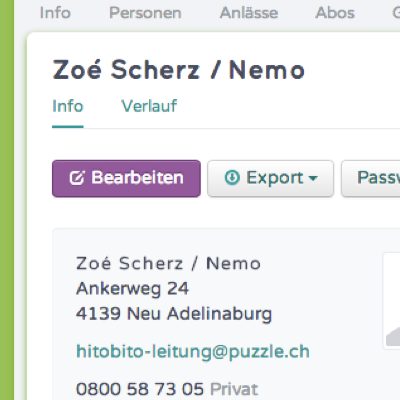 Info Personen Anlässe Abos
Zoé Scherz / Nemo
Info Verlauf
Bearbeiten Export
Zoé Scherz / Nemo
Ankerweg 24
4139 Neu Adelinaburg
hitobito-leitung@puzzle.ch
0800 58 73 05 Privat